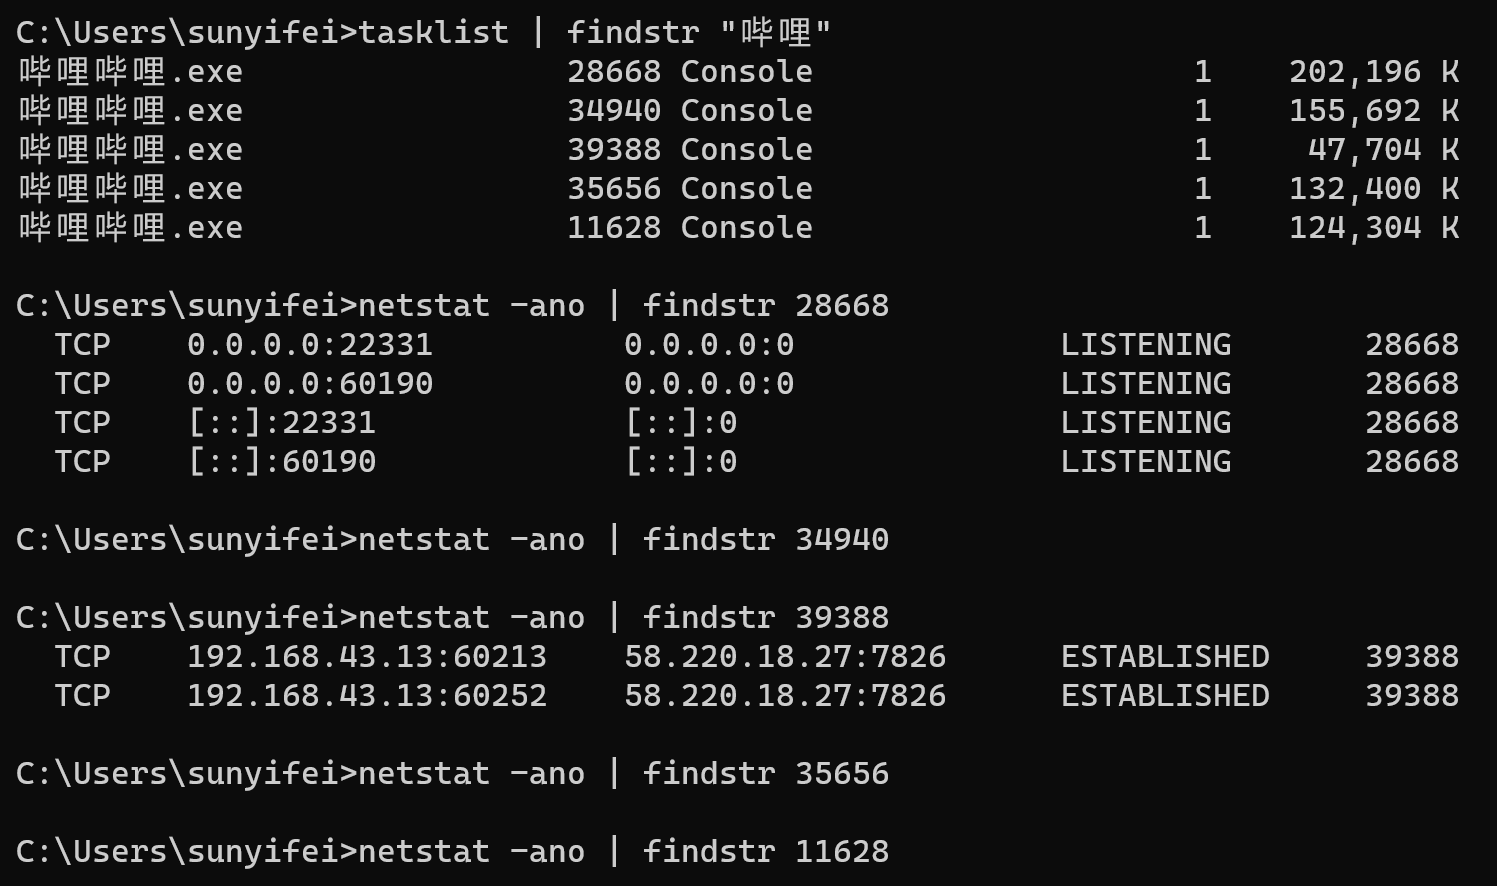 C:\Users\sunyifei>tasklist | findstr "哔哩"
哔哩哔哩.exe 28668 Console 1 202,196 K
哔哩哔哩.exe 34940 Console 1 155,692 K
哔哩哔哩.exe 39388 Console 1 47,704 K
哔哩哔哩.exe 35656 Console 1 132,400 K
哔哩哔哩.exe 11628 Console 1 124,304 K
C:\Users\sunyifei>netstat -ano | findstr 28668
TCP 0.0.0.0:22331 0.0.0.0:0 LISTENING 28668
TCP 0.0.0.0:60190 0.0.0.0:0 LISTENING 28668
TCP [::]:22331 [::]:0 LISTENING 28668
TCP [::]:60190 [::]:0 LISTENING 28668
C:\Users\sunyifei>netstat -ano | findstr 34940
C:\Users\sunyifei>netstat -ano | findstr 39388
TCP 192.168.43.13:60213 58.220.18.27:7826 ESTABLISHED 39388
TCP 192.168.43.13:60252 58.220.18.27:7826 ESTABLISHED 39388
C:\Users\sunyifei>netstat -ano | findstr 35656
C:\Users\sunyifei>netstat -ano | findstr 11628